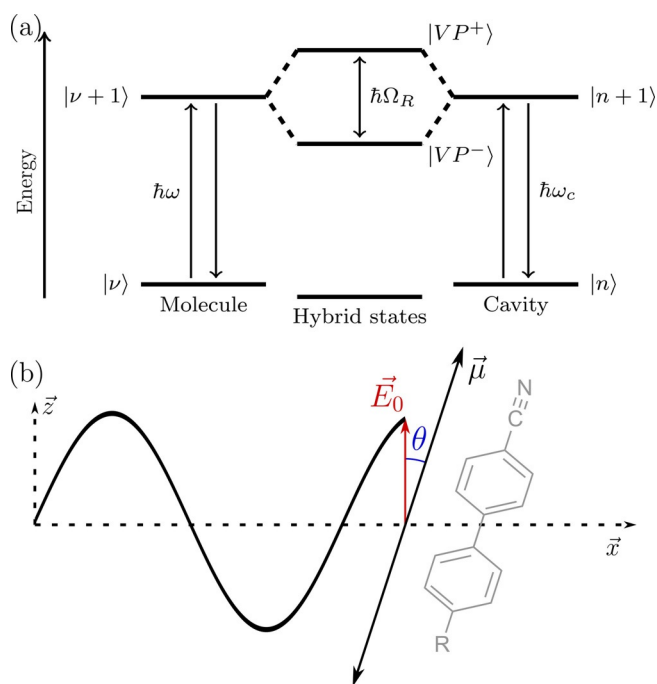 (a)
|VP⁺⟩
|ν + 1⟩ ħΩ_R |n + 1⟩
|VP⁻⟩
Energy
ħω ħω_c
|ν⟩ |n⟩
Molecule Cavity
Hybrid states
(b)
z⃗ E⃗₀ θ μ⃗
N
C
x⃗
R